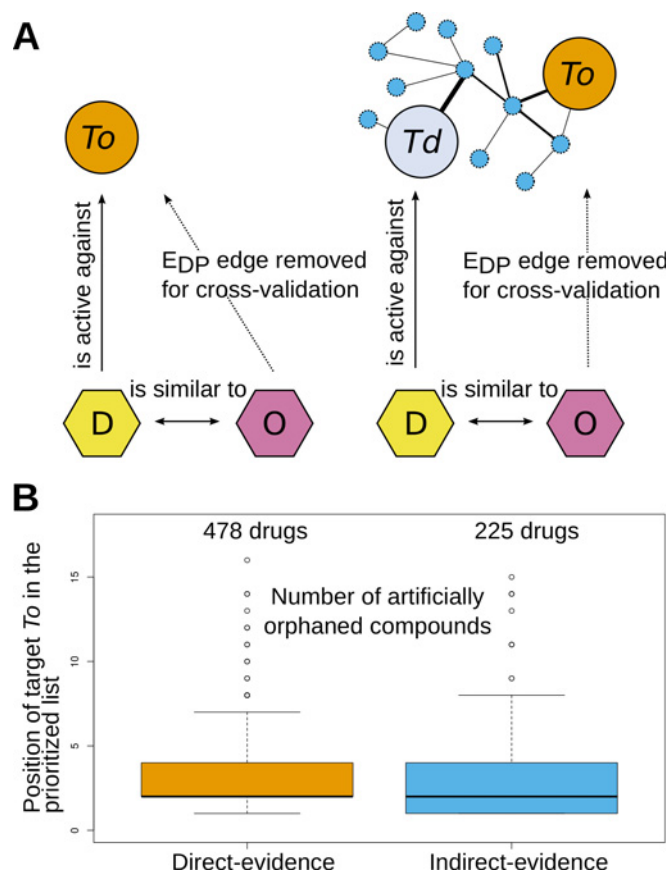 A
To
is active against
EDP edge removed
for cross-validation
is similar to
D
O
To
Td
is active against
EDP edge removed
for cross-validation
is similar to
D
O
B
478 drugs
225 drugs
Number of artificially
orphaned compounds
Position of target To in the
prioritized list
15
10
5
0
Direct-evidence
Indirect-evidence